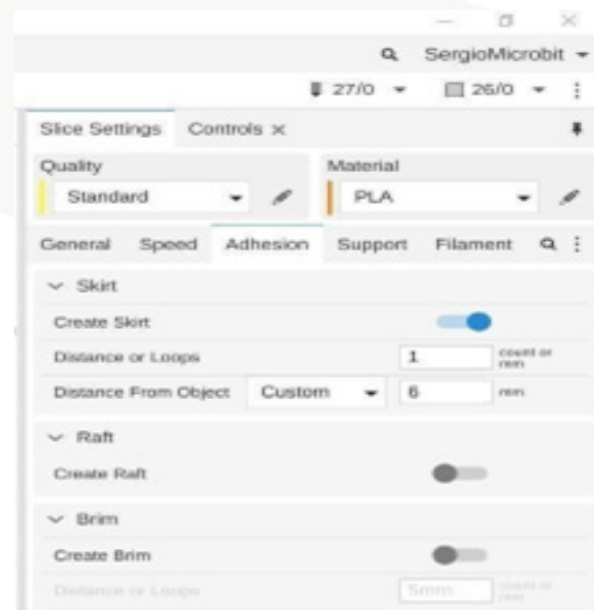 SergioMicrobit
27/0 26/0
Slice Settings Controls ×
Quality Material
Standard PLA
General Speed Adhesion Support Filament
Skirt
Create Skirt
Distance or Loops 1 count or mm
Distance From Object Custom 6 mm
Raft
Create Raft
Brim
Create Brim
Distance or Loops 5mm count or mm